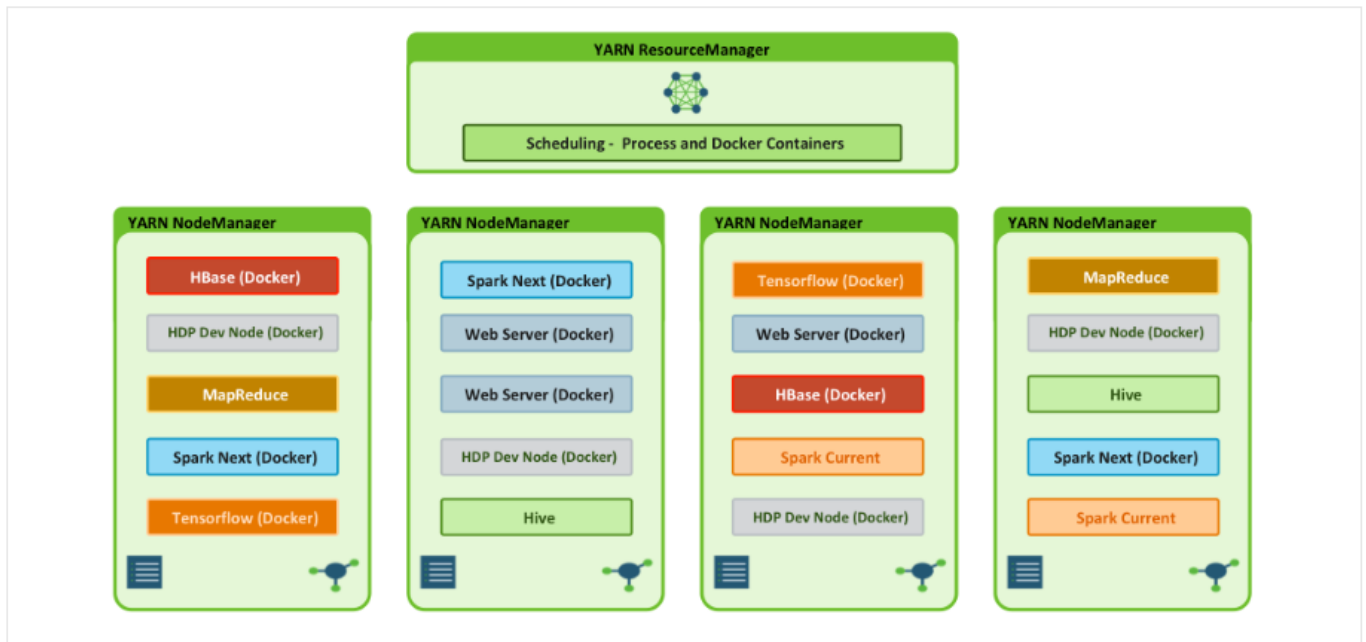 YARN ResourceManager
Scheduling - Process and Docker Containers
YARN NodeManager
HBase (Docker)
HDP Dev Node (Docker)
MapReduce
Spark Next (Docker)
Tensorflow (Docker)
YARN NodeManager
Spark Next (Docker)
Web Server (Docker)
Web Server (Docker)
HDP Dev Node (Docker)
Hive
YARN NodeManager
Tensorflow (Docker)
Web Server (Docker)
HBase (Docker)
Spark Current
HDP Dev Node (Docker)
YARN NodeManager
MapReduce
HDP Dev Node (Docker)
Hive
Spark Next (Docker)
Spark Current